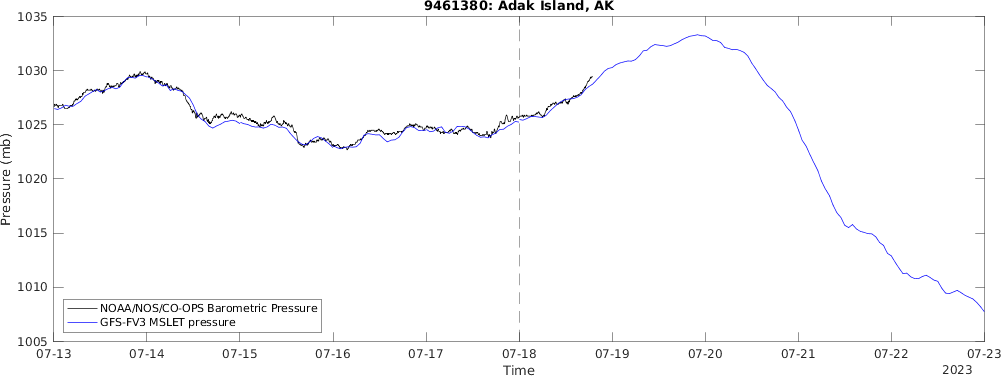 9461380: Adak Island, AK
1035
1030
1025
1020
1015
1010
1005
Pressure (mb)
NOAA/NOS/CO-OPS Barometric Pressure
GFS-FV3 MSLET pressure
07-13 07-14 07-15 07-16 07-17 07-18 07-19 07-20 07-21 07-22 07-23
Time
2023